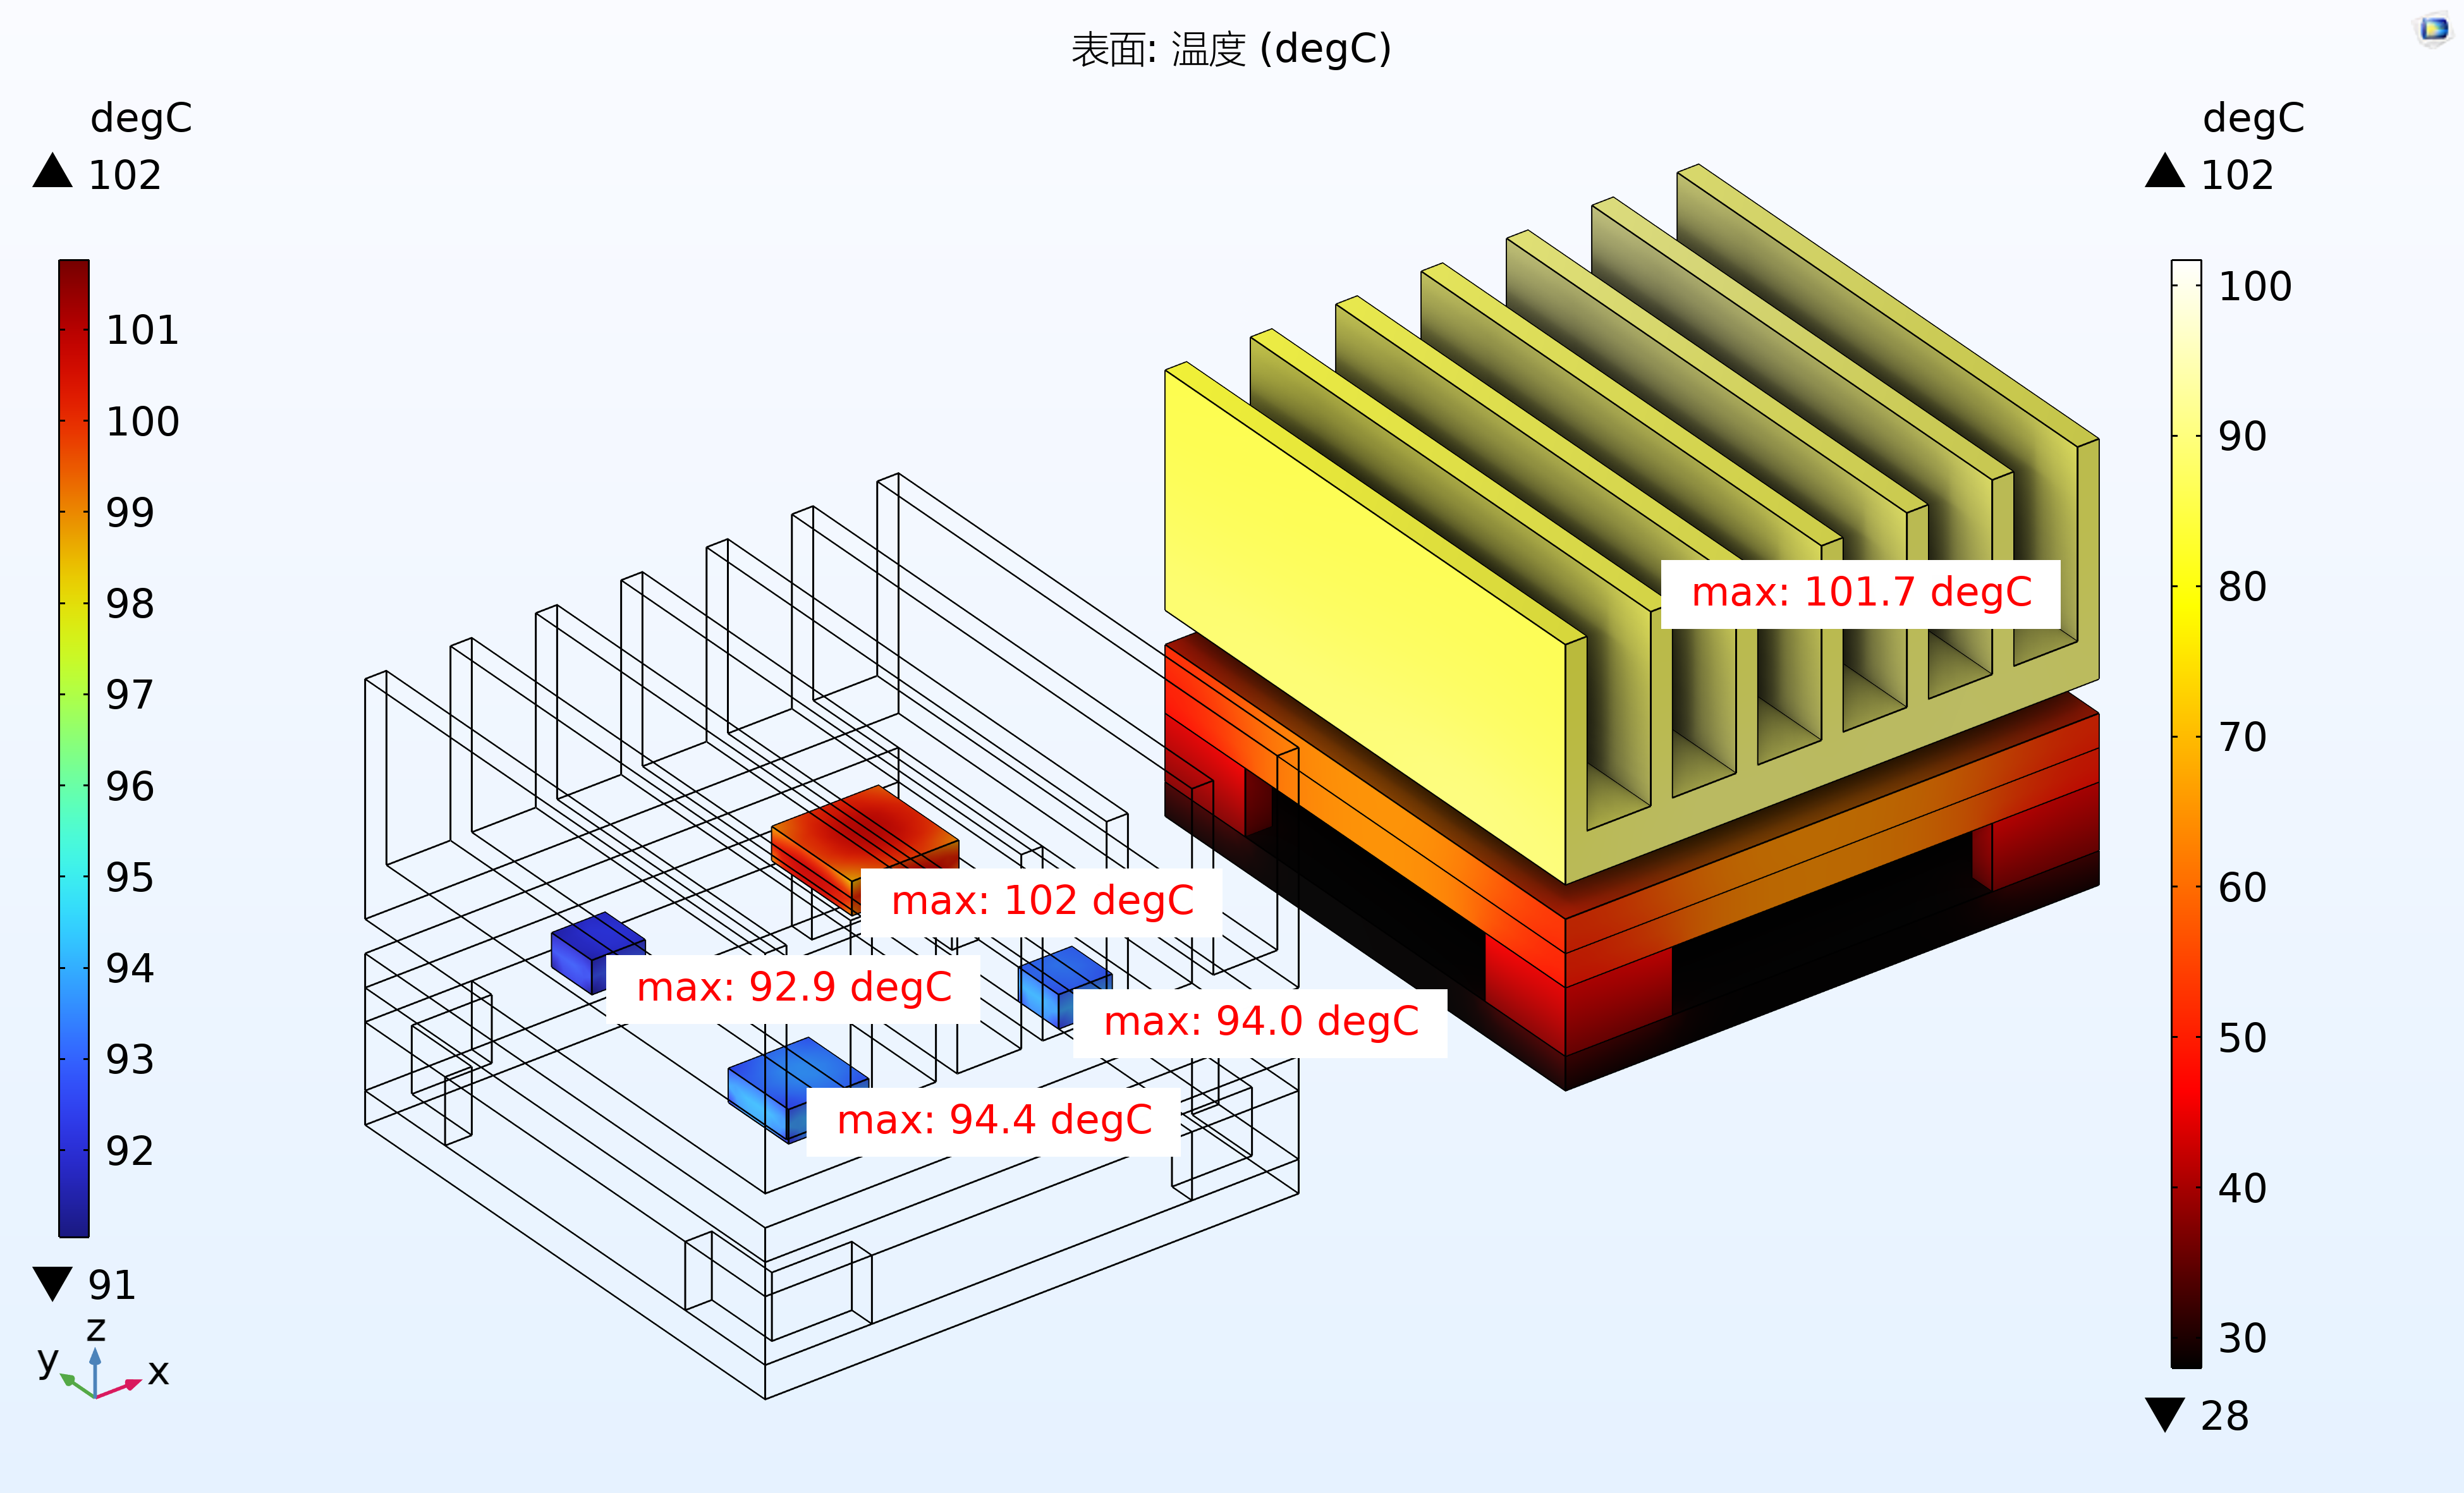 表面: 温度 (degC)
degC
▲ 102
101
100
99
98
97
96
95
94
93
92
▼ 91
z
y
x
max: 102 degC
max: 92.9 degC
max: 94.0 degC
max: 94.4 degC
max: 101.7 degC
degC
▲ 102
100
90
80
70
60
50
40
30
▼ 28